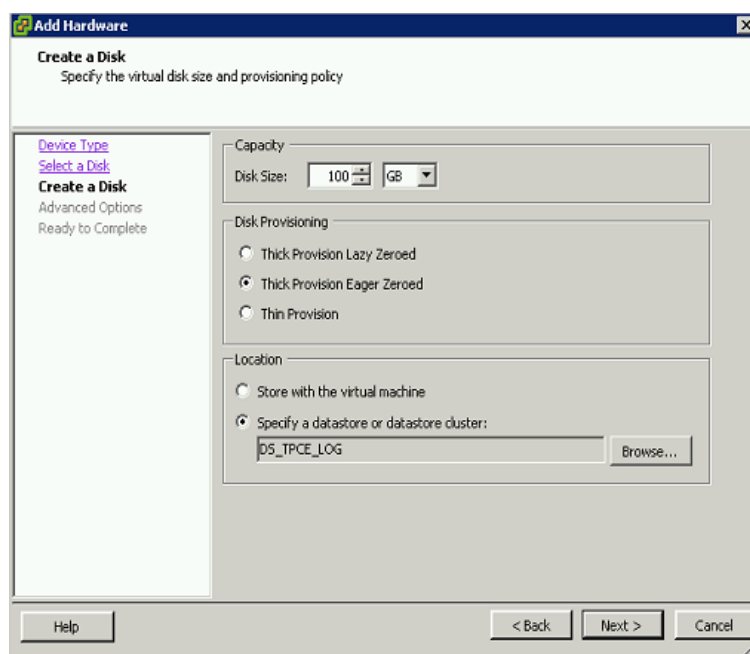 Add Hardware
Create a Disk
Specify the virtual disk size and provisioning policy
Device Type
Select a Disk
Create a Disk
Advanced Options
Ready to Complete
Capacity
Disk Size: 100 GB
Disk Provisioning
Thick Provision Lazy Zeroed
Thick Provision Eager Zeroed
Thin Provision
Location
Store with the virtual machine
Specify a datastore or datastore cluster:
DS_TPCE_LOG
Browse...
Help
< Back
Next >
Cancel